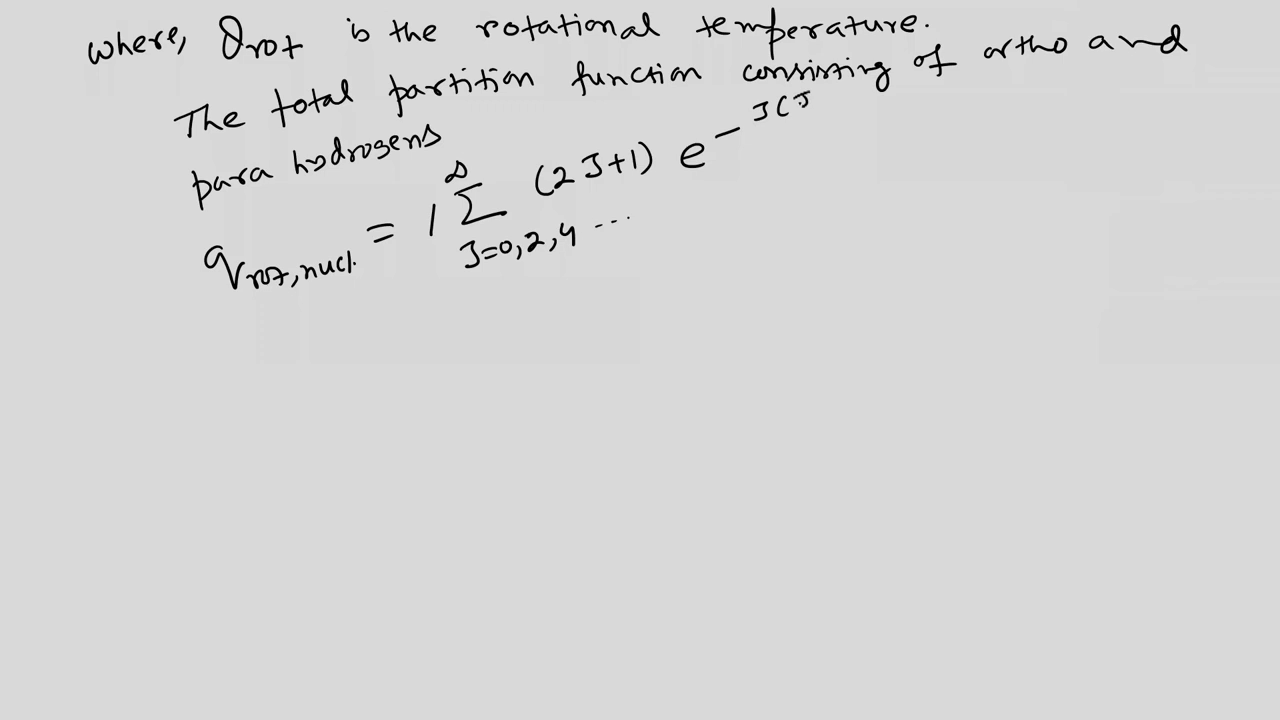 where, θrot is the rotational temperature.
The total partition function consisting of ortho and
para hydrogens
q_rot,nucl. = 1 ∑_{J=0,2,4 ...}^{∞} (2J+1) e^{-J(J}